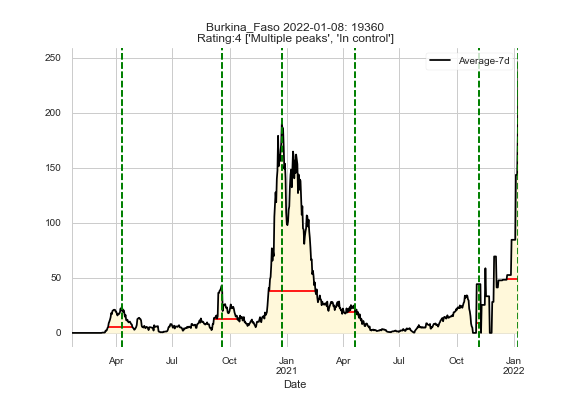 Burkina_Faso 2022-01-08: 19360
Rating:4 ['Multiple peaks', 'In control']
Average-7d
250
200
150
100
50
0
Apr Jul Oct Jan Apr Jul Oct Jan
2021 2022
Date